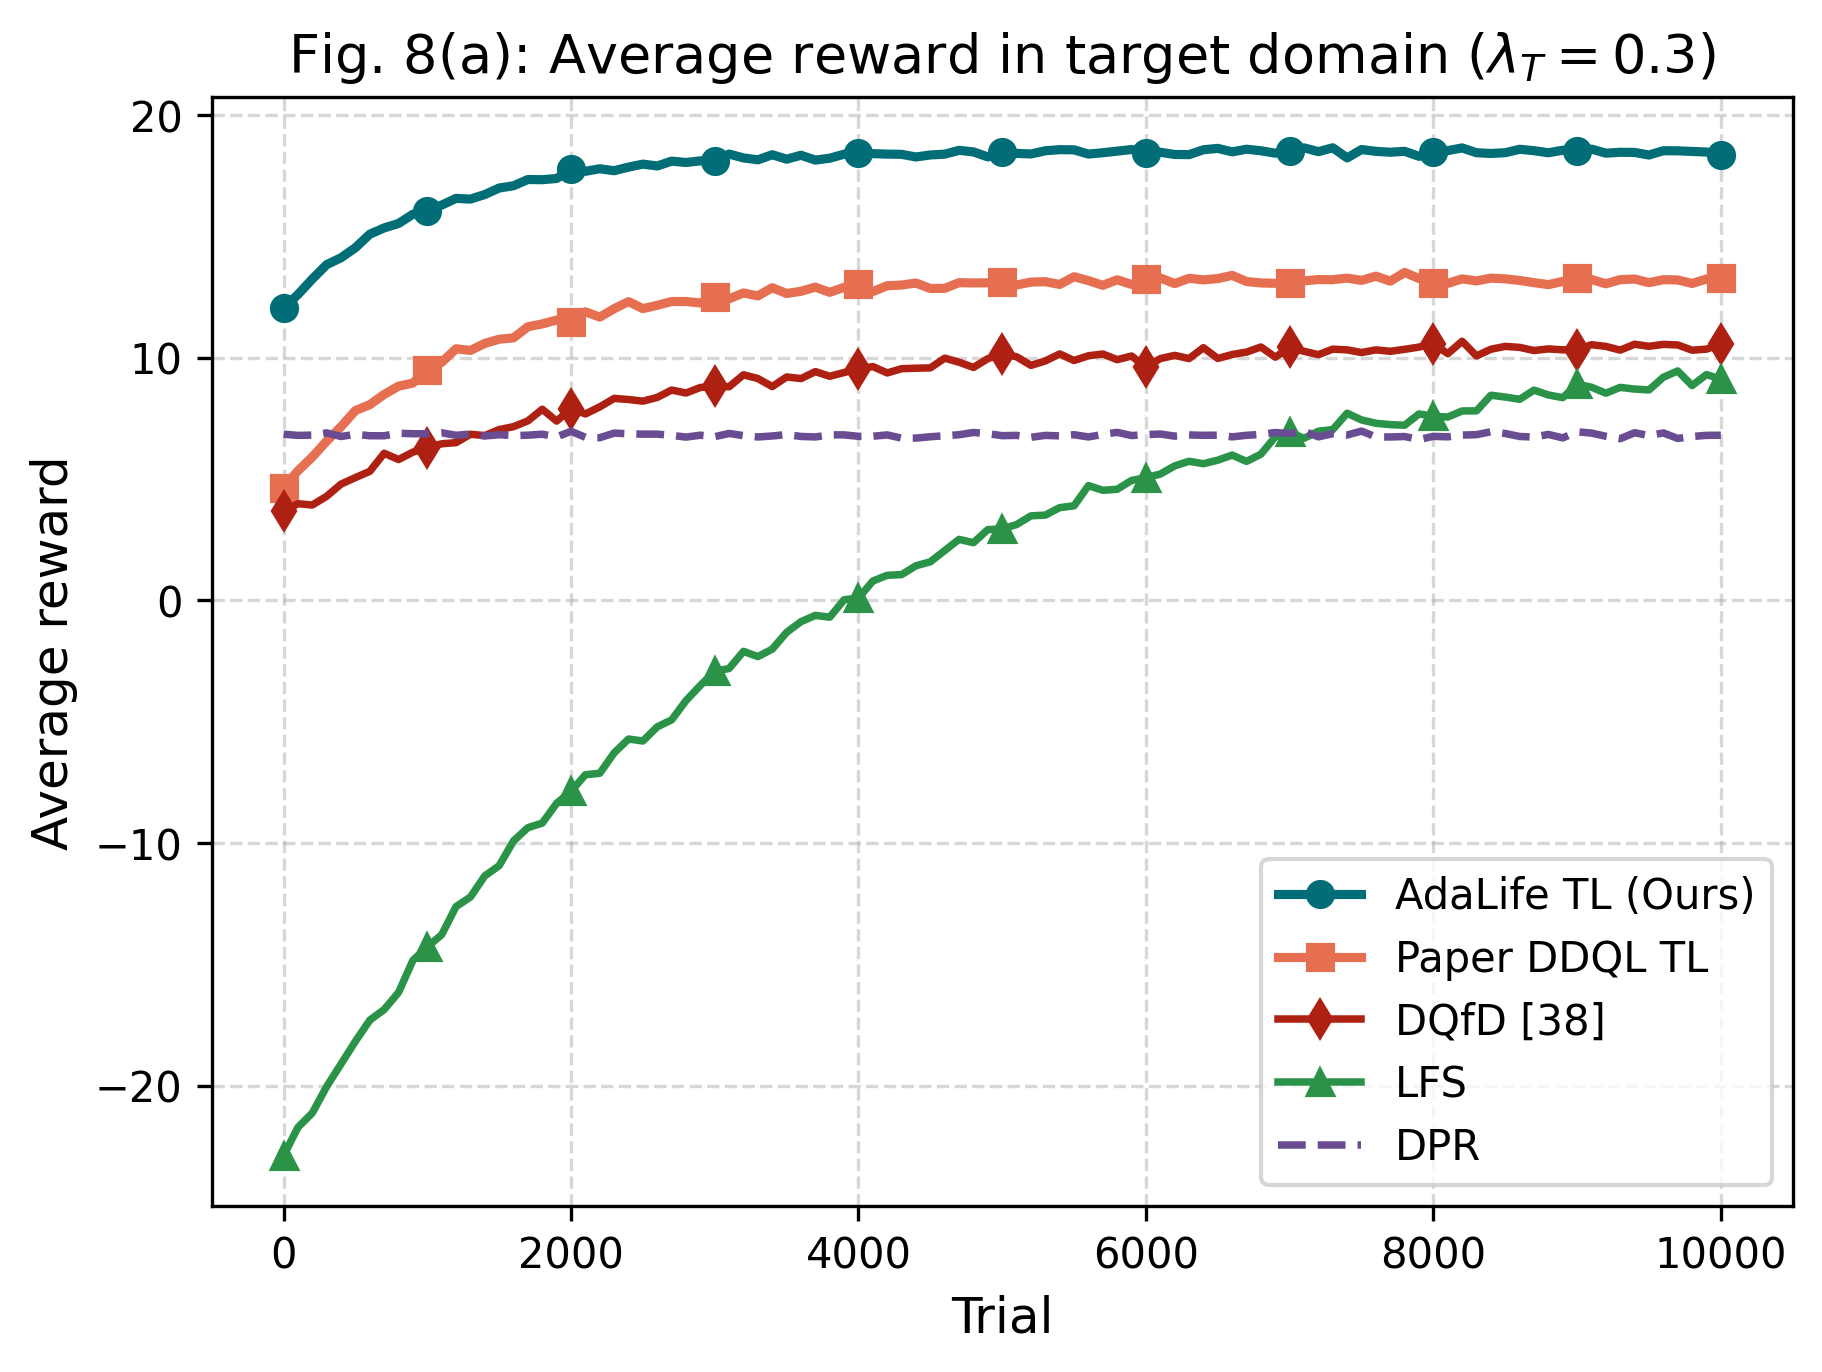 Fig. 8(a): Average reward in target domain (λ_T = 0.3)
Average reward
20
10
0
−10
−20
AdaLife TL (Ours)
Paper DDQL TL
DQfD [38]
LFS
DPR
0 2000 4000 6000 8000 10000
Trial